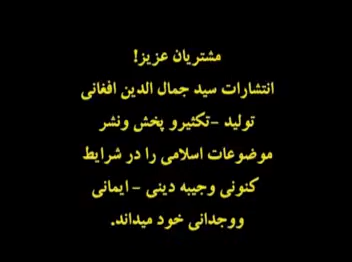 مشتریان عزیز!
انتشارات سید جمال الدین افغانی
تولید -تکثیرو پخش ونشر
موضوعات اسلامی را در شرایط
کنونی وجیبه دینی - ایمانی
ووجدانی خود میداند.